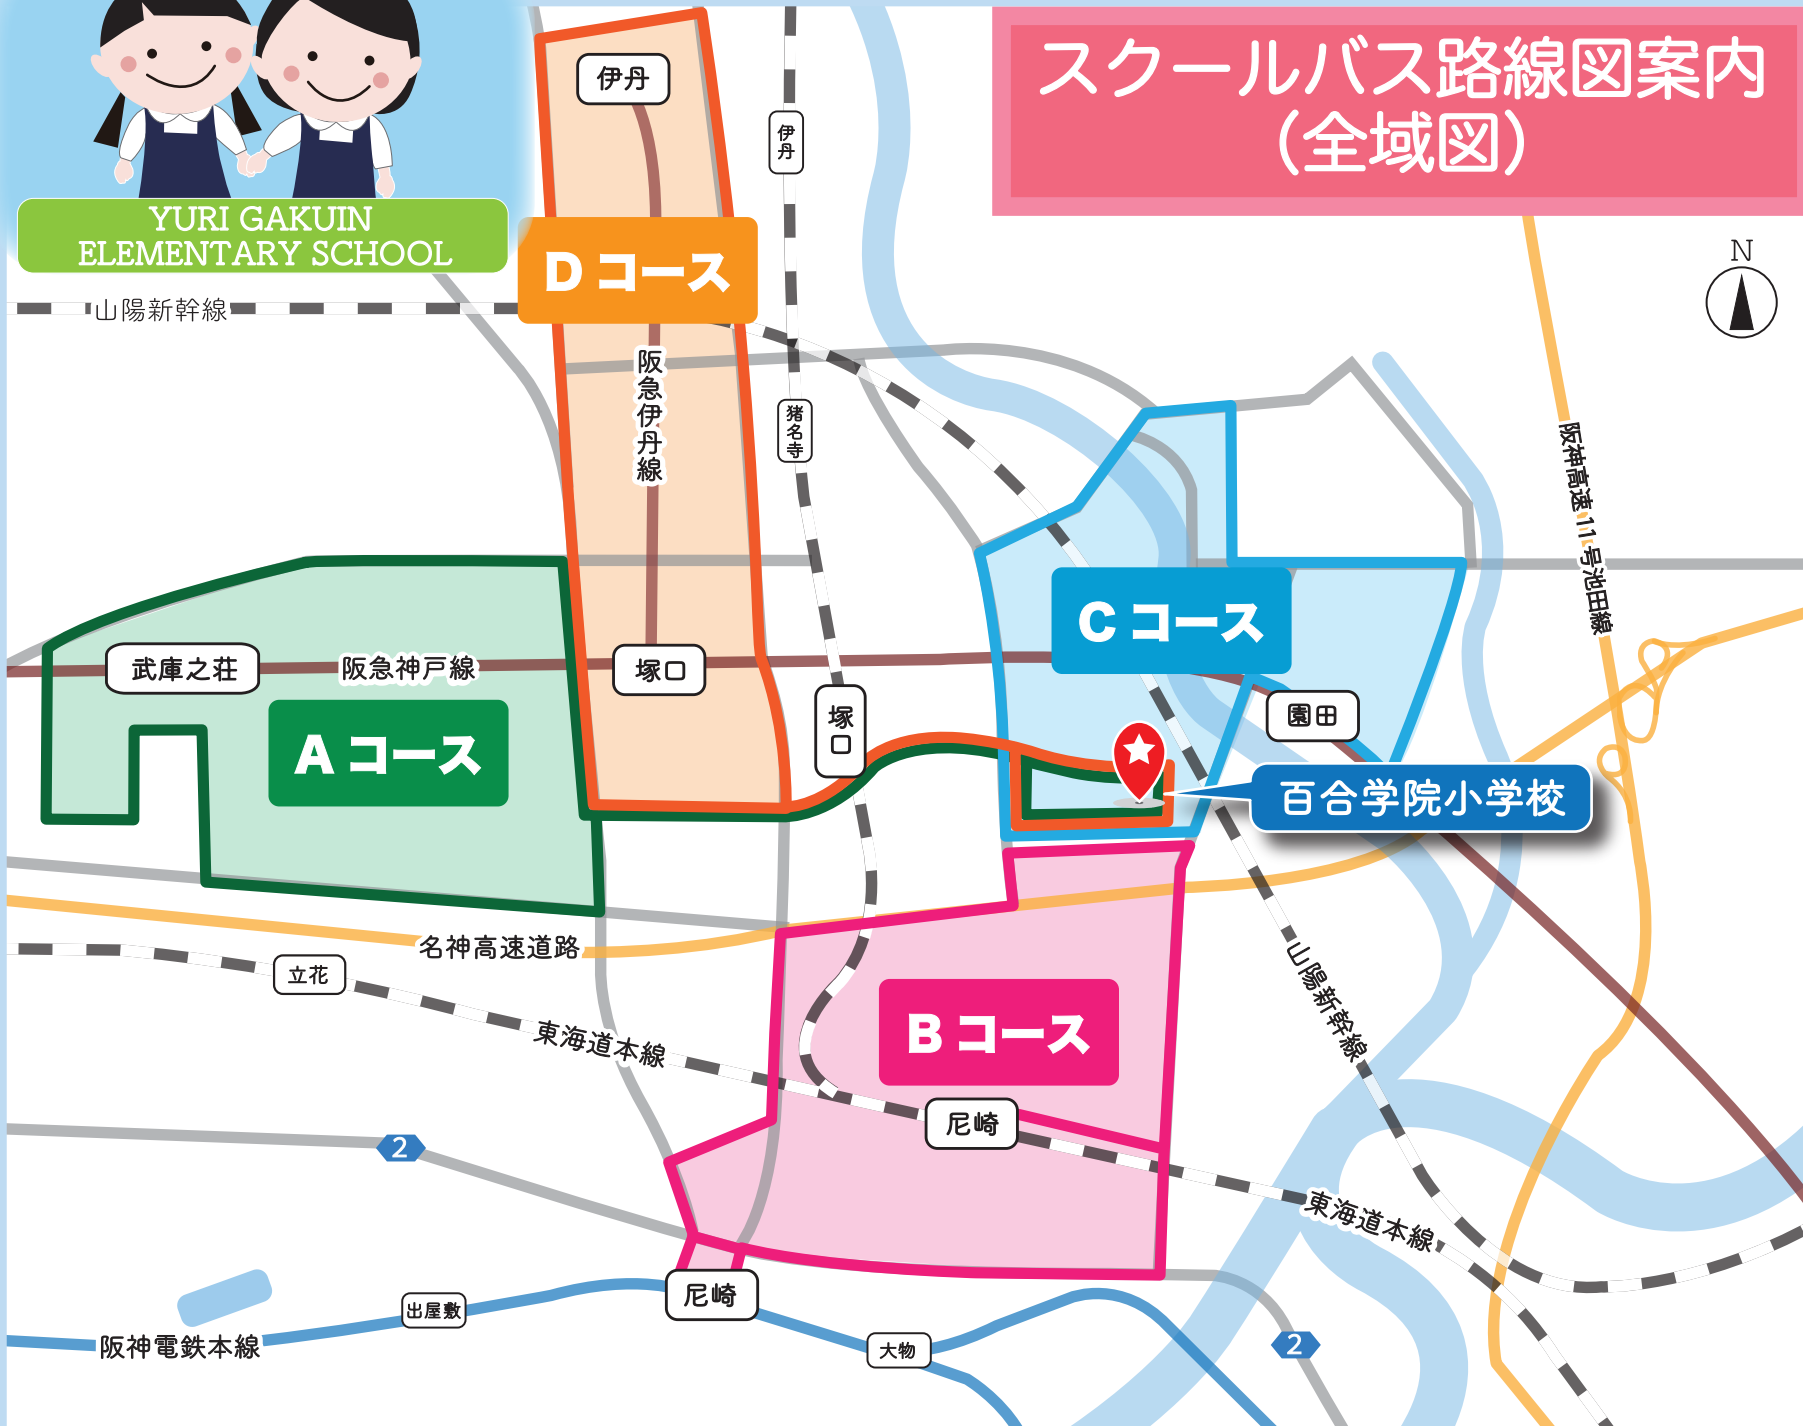 スクールバス路線図案内
(全域図)
YURI GAKUIN
ELEMENTARY SCHOOL
伊丹
伊丹
N
D コース
山陽新幹線
阪急伊丹線
猪名寺
阪神高速11号池田線
C コース
武庫之荘
阪急神戸線
塚口
塚口
園田
A コース
百合学院小学校
名神高速道路
立花
東海道本線
山陽新幹線
B コース
尼崎
2
東海道本線
尼崎
出屋敷
阪神電鉄本線
大物
2